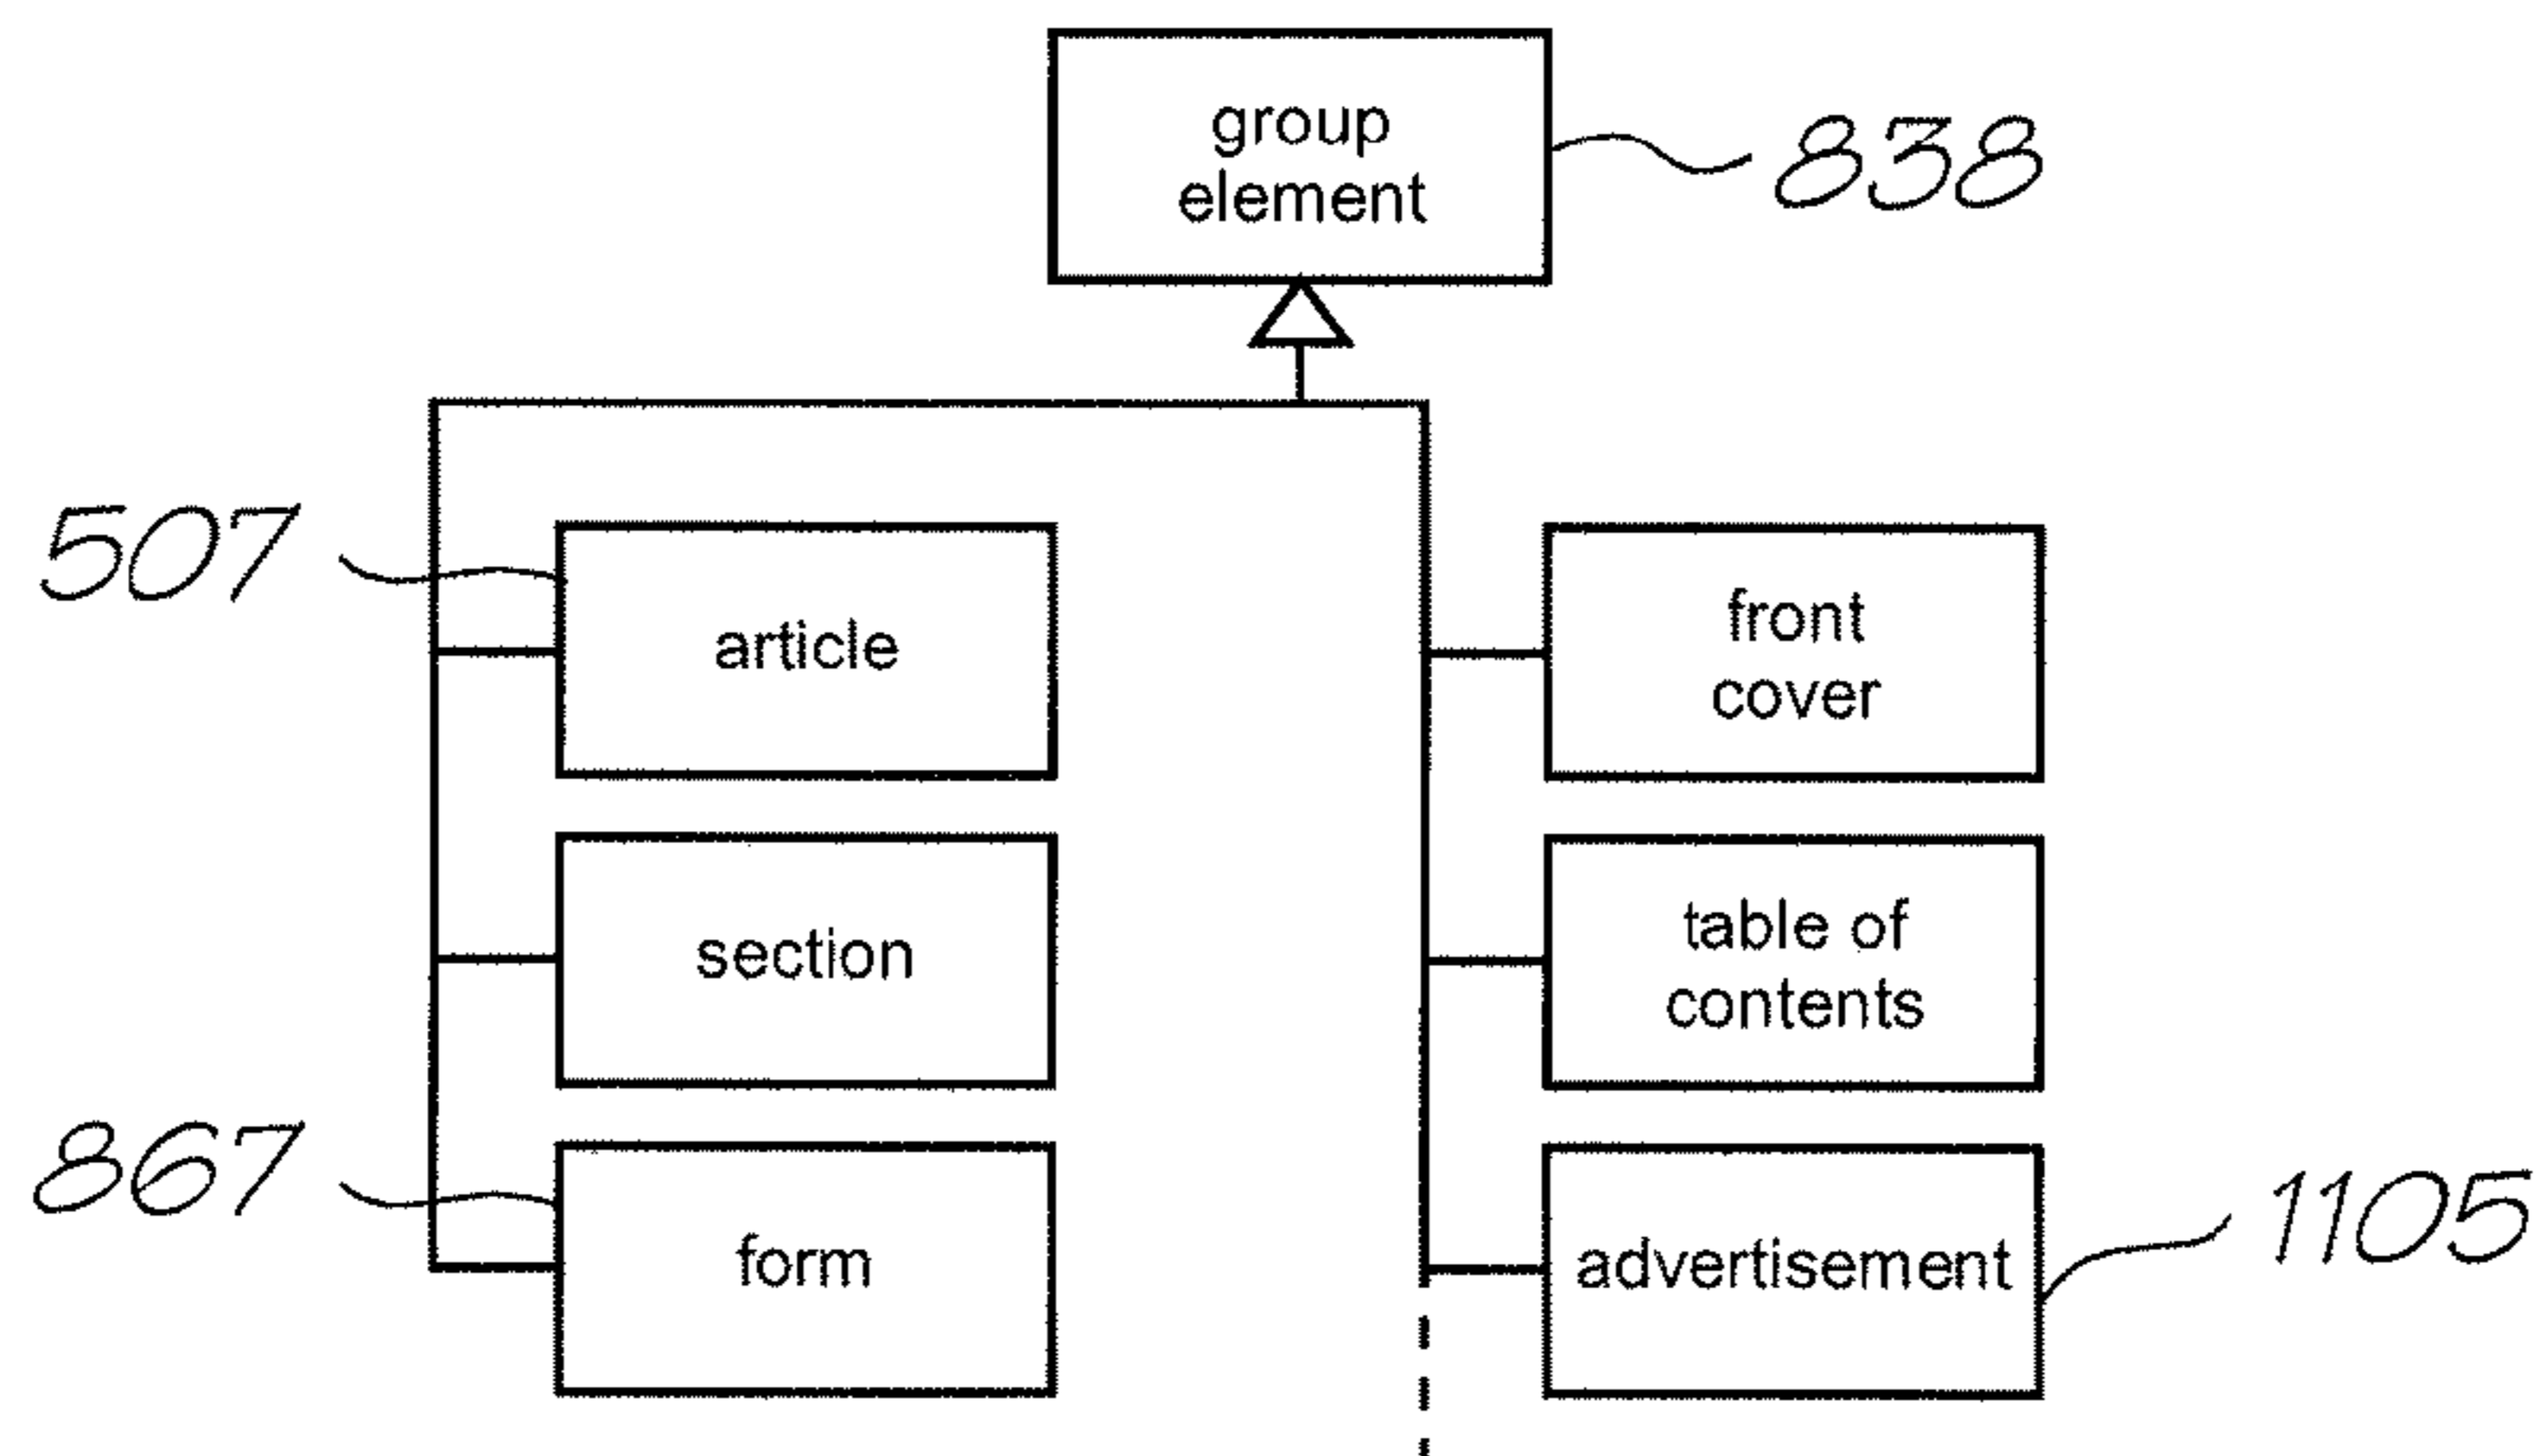 group
element
838
507
article
front
cover
section
table of
contents
867
form
advertisement
1105